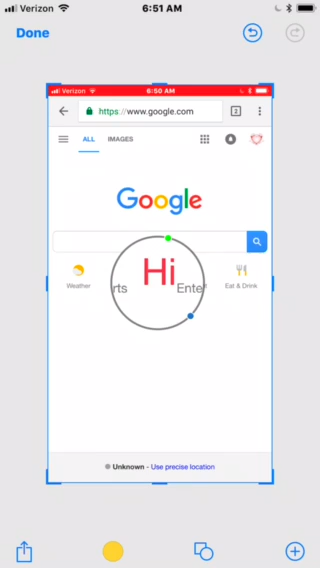 Verizon 6:51 AM
Done
Verizon 6:50 AM
https://www.google.com 2
ALL IMAGES
Google
Hi
Weather rts Ente Eat & Drink
Unknown - Use precise location